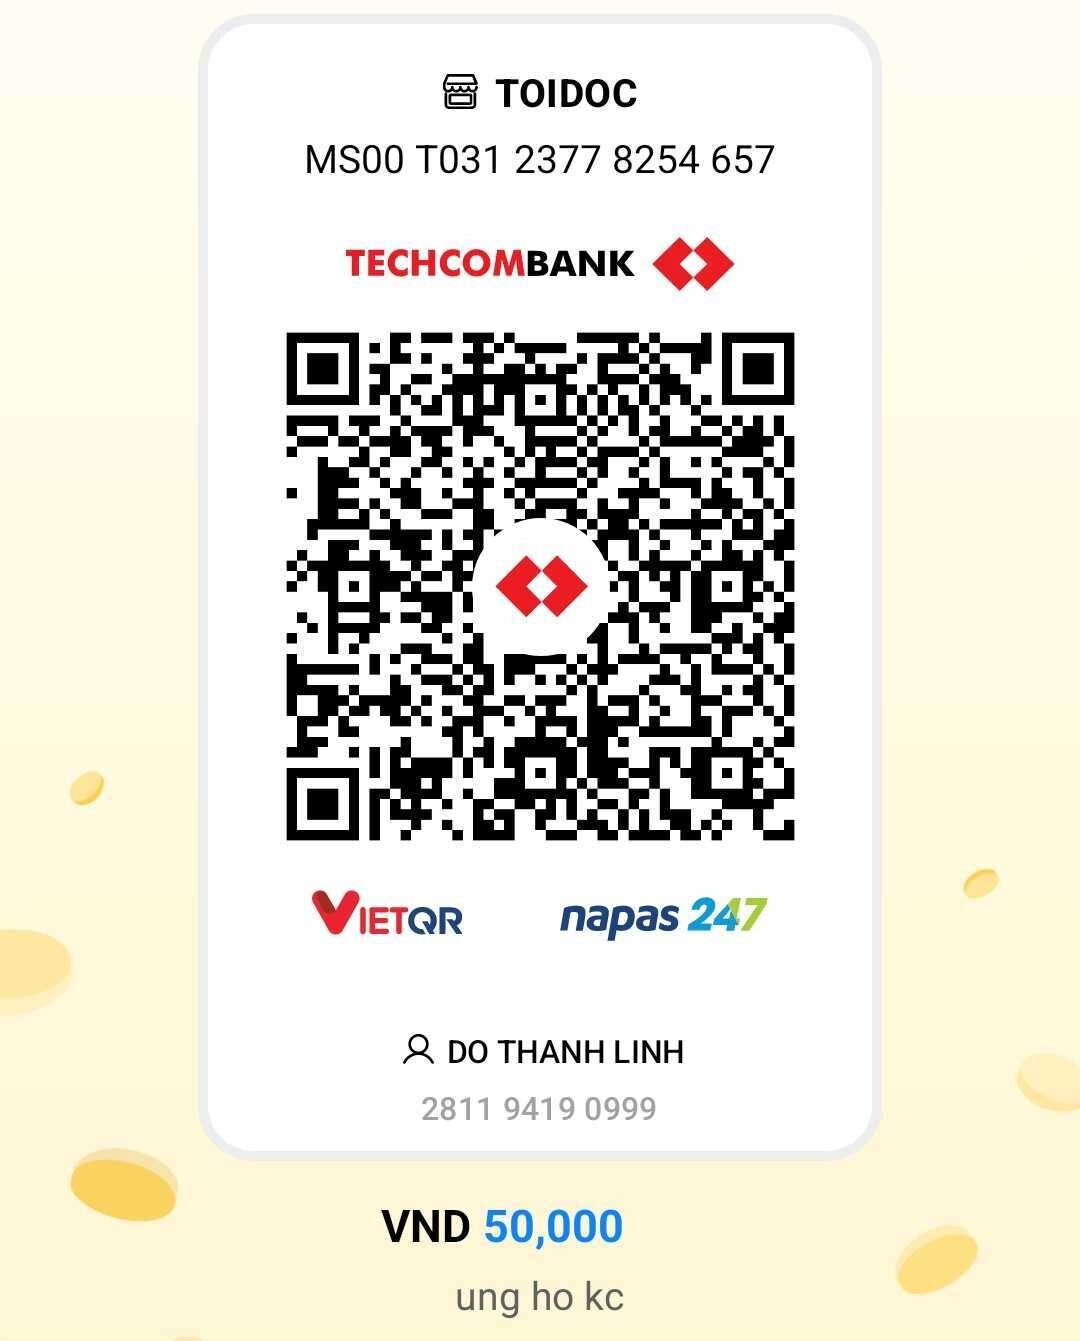 TOIDOC
MS00 T031 2377 8254 657
TECHCOMBANK
VIETQR napas 247
DO THANH LINH
2811 9419 0999
VND 50,000
ung ho kc